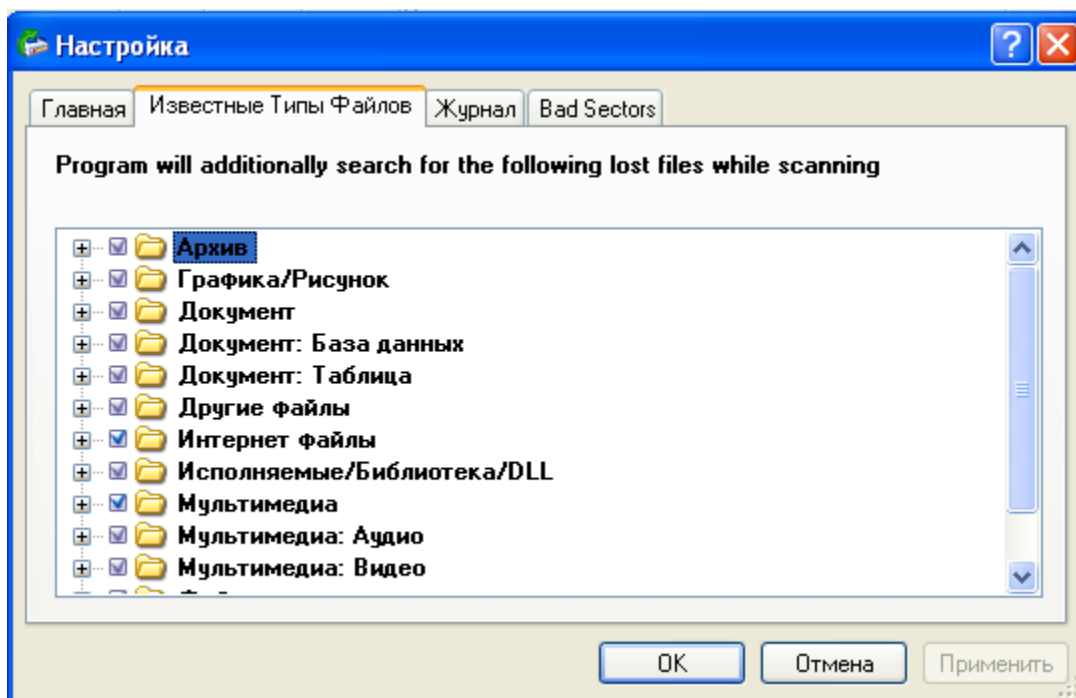 Настройка
Главная Известные Типы Файлов Журнал Bad Sectors
Program will additionally search for the following lost files while scanning
Архив
Графика/Рисунок
Документ
Документ: База данных
Документ: Таблица
Другие файлы
Интернет файлы
Исполняемые/Библиотека/DLL
Мультимедиа
Мультимедиа: Аудио
Мультимедиа: Видео
OK Отмена Применить